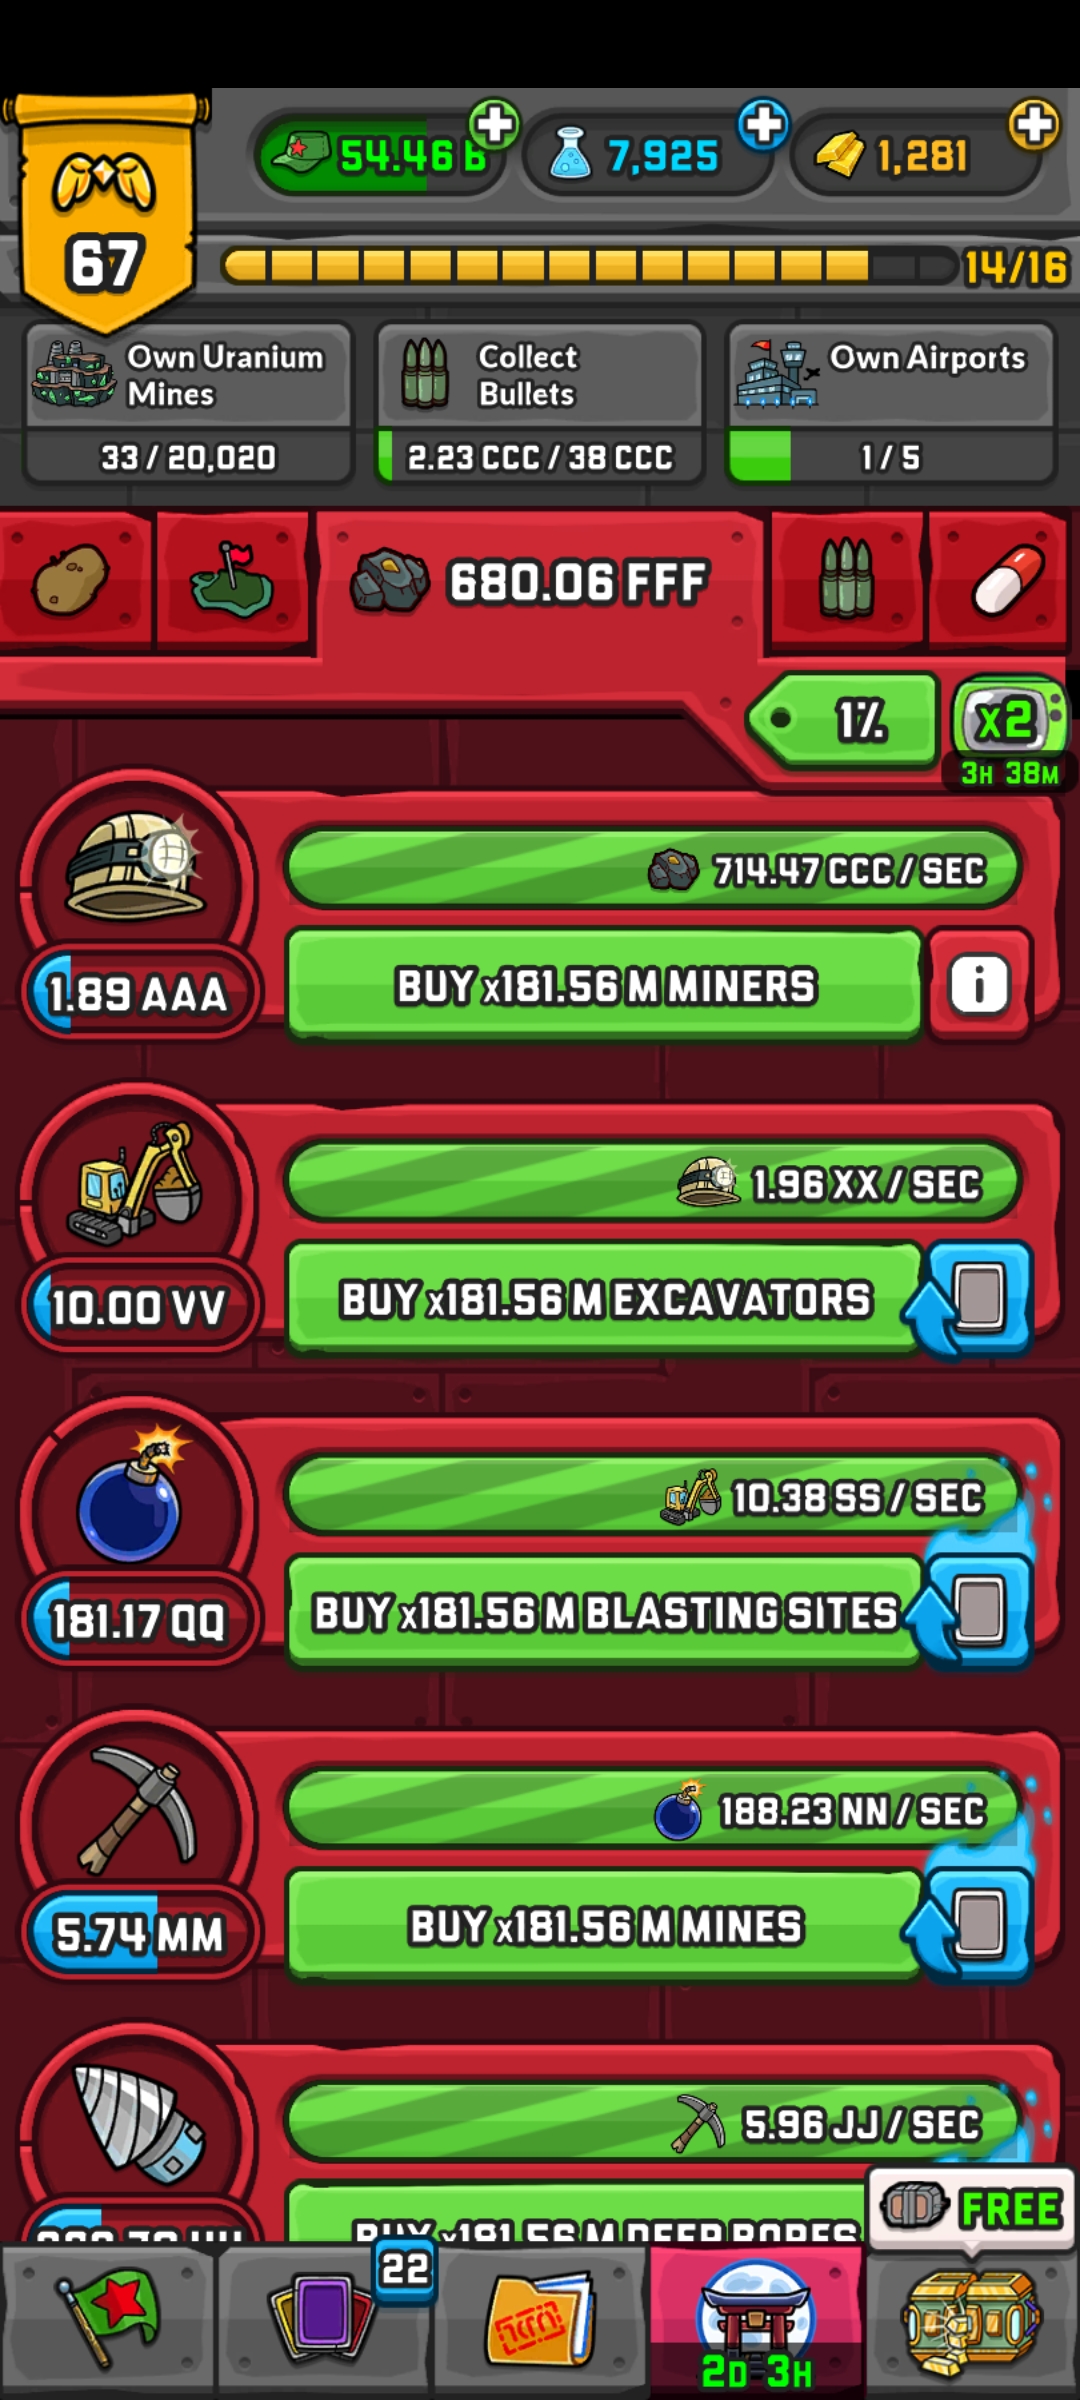 54.46 B
7,925
1,281
67
14/16
Own Uranium
Mines
33 / 20,020
Collect
Bullets
2.23 CCC / 38 CCC
Own Airports
1 / 5
680.06 FFF
1%
x2
3H 38M
714.47 CCC / SEC
1.89 AAA
BUY x181.56 M MINERS
i
1.96 XX / SEC
10.00 VV
BUY x181.56 M EXCAVATORS
10.38 SS / SEC
181.17 QQ
BUY x181.56 M BLASTING SITES
188.23 NN / SEC
5.74 MM
BUY x181.56 M MINES
5.96 JJ / SEC
BUY x181.56 M DEEP BORES
FREE
22
2D 3H